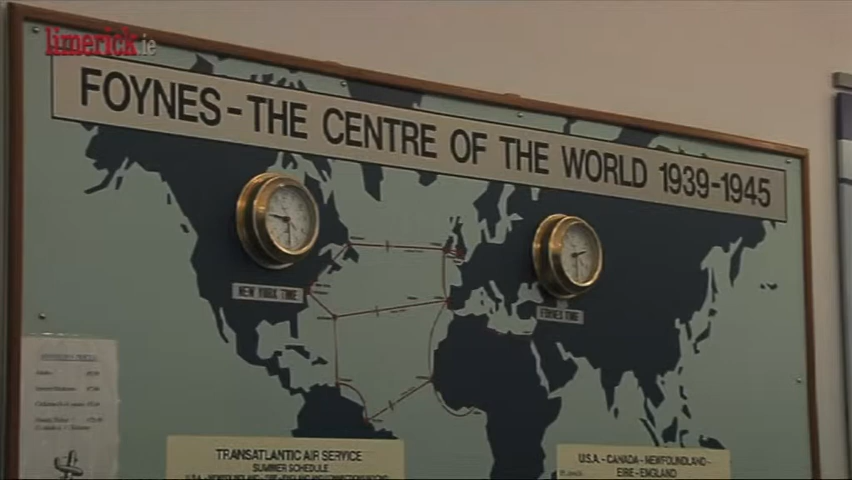 limerick.ie
FOYNES - THE CENTRE OF THE WORLD 1939-1945
NEW YORK TIME
FOYNES TIME
TRANSATLANTIC AIR SERVICE
SUMMER SCHEDULE
U.S.A. - CANADA - NEWFOUNDLAND -
EIRE - ENGLAND